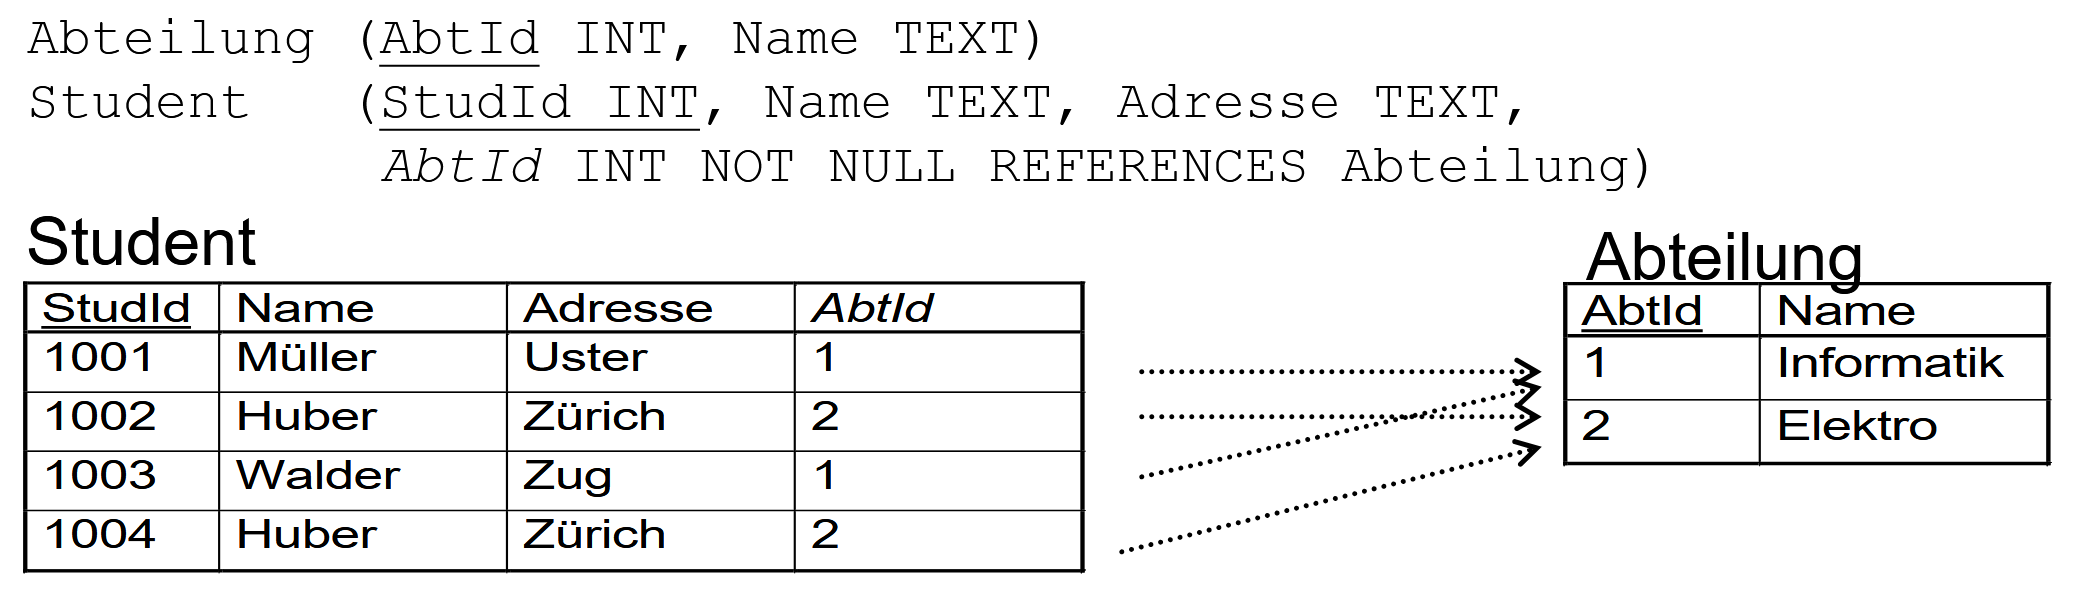 Abteilung (AbtId INT, Name TEXT)
Student (StudId INT, Name TEXT, Adresse TEXT,
AbtId INT NOT NULL REFERENCES Abteilung)
Student
StudId Name Adresse AbtId
1001 Müller Uster 1
1002 Huber Zürich 2
1003 Walder Zug 1
1004 Huber Zürich 2
Abteilung
AbtId Name
1 Informatik
2 Elektro